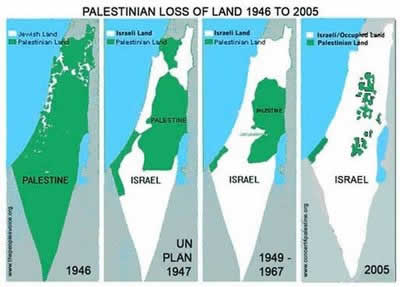 PALESTINIAN LOSS OF LAND 1946 TO 2005
Jewish Land
Palestinian Land
PALESTINE
1946
Israeli Land
Palestinian Land
PALESTINE
ISRAEL
UN
PLAN
1947
Israeli Land
Palestinian Land
PALESTINE
ISRAEL
1949 -
1967
Israeli/Occupied Land
Palestinian Land
ISRAEL
2005